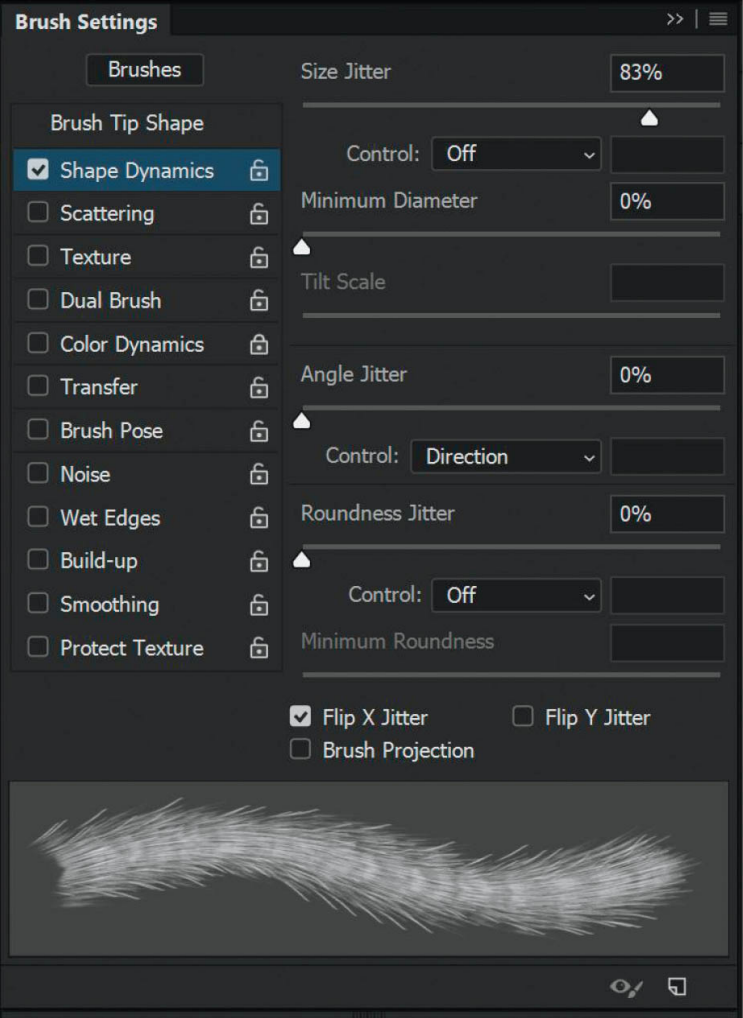 Brush Settings
Brushes
Brush Tip Shape
Shape Dynamics
Scattering
Texture
Dual Brush
Color Dynamics
Transfer
Brush Pose
Noise
Wet Edges
Build-up
Smoothing
Protect Texture
Size Jitter 83%
Control: Off
Minimum Diameter 0%
Tilt Scale
Angle Jitter 0%
Control: Direction
Roundness Jitter 0%
Control: Off
Minimum Roundness
Flip X Jitter Flip Y Jitter
Brush Projection